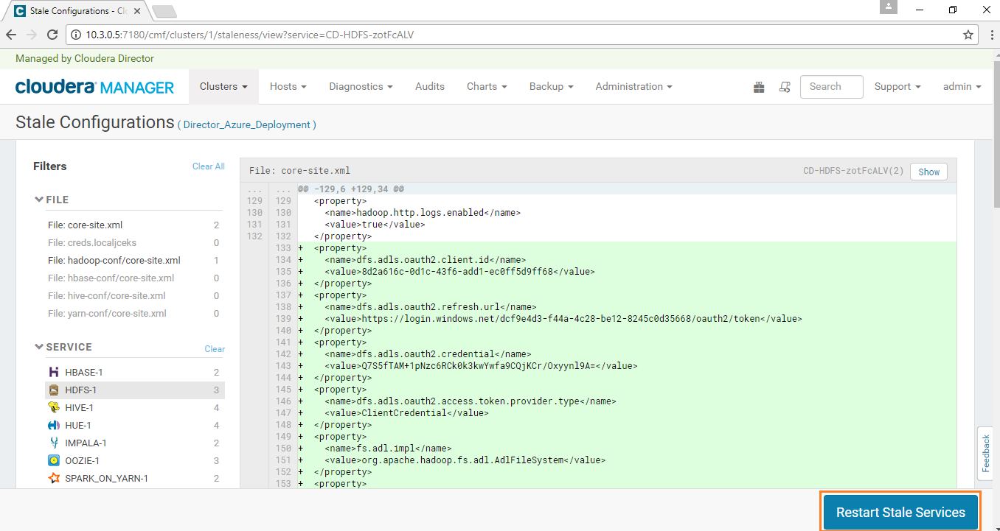 Stale Configurations - Clo
10.3.0.5:7180/cmf/clusters/1/staleness/view?service=CD-HDFS-zotFcALV
Managed by Cloudera Director
cloudera MANAGER Clusters Hosts Diagnostics Audits Charts Backup Administration Search Support admin
Stale Configurations ( Director_Azure_Deployment )
Filters Clear All
FILE
File: core-site.xml 2
File: creds.localjceks 0
File: hadoop-conf/core-site.xml 1
File: hbase-conf/core-site.xml 0
File: hive-conf/core-site.xml 0
File: yarn-conf/core-site.xml 0
SERVICE Clear
HBASE-1 2
HDFS-1 3
HIVE-1 4
HUE-1 4
IMPALA-1 2
OOZIE-1 3
SPARK_ON_YARN-1 2
File: core-site.xml CD-HDFS-zotFcALV(2) Show
... ... @@ -129,6 +129,34 @@
129 129 <property>
130 130 <name>hadoop.http.logs.enabled</name>
131 131 <value>true</value>
132 132 </property>
133 + <property>
134 + <name>dfs.adls.oauth2.client.id</name>
135 + <value>8d2a616c-0d1c-43f6-add1-ec0ff5d9ff68</value>
136 + </property>
137 + <property>
138 + <name>dfs.adls.oauth2.refresh.url</name>
139 + <value>https://login.windows.net/dcf9e4d3-f44a-4c28-be12-8245c0d35668/oauth2/token</value>
140 + </property>
141 + <property>
142 + <name>dfs.adls.oauth2.credential</name>
143 + <value>Q7S5fTAM+1pNzc6RCk0k3kwYwfa9CQjKCr/Oxyynl9A=</value>
144 + </property>
145 + <property>
146 + <name>dfs.adls.oauth2.access.token.provider.type</name>
147 + <value>ClientCredential</value>
148 + </property>
149 + <property>
150 + <name>fs.adl.impl</name>
151 + <value>org.apache.hadoop.fs.adl.AdlFileSystem</value>
152 + </property>
153 + <property>
Feedback
Restart Stale Services